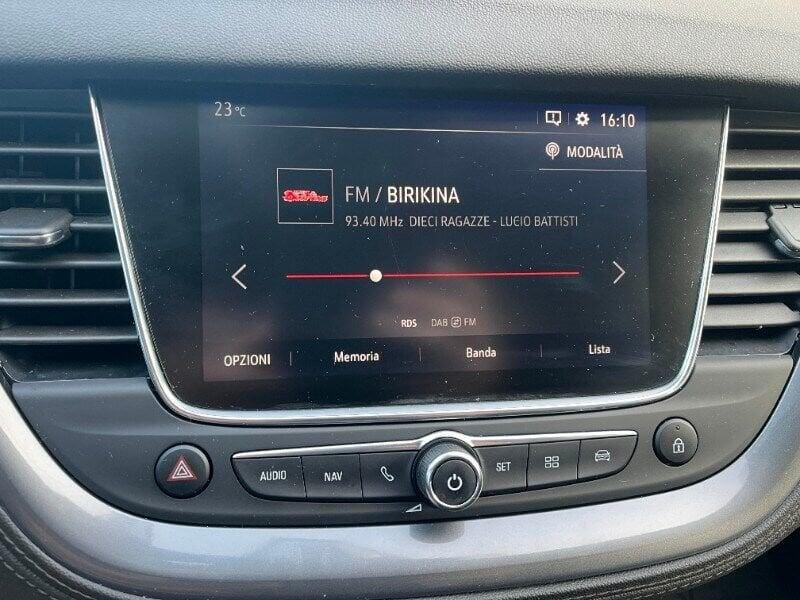 23°C 16:10
MODALITÀ
FM / BIRIKINA
93.40 MHz DIECI RAGAZZE - LUCIO BATTISTI
RDS DAB FM
OPZIONI Memoria Banda Lista
AUDIO NAV SET